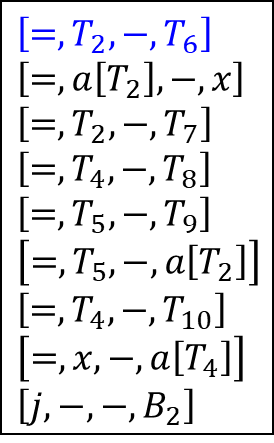 [=, T₂, −, T₆]
[=, a[T₂], −, x]
[=, T₂, −, T₇]
[=, T₄, −, T₈]
[=, T₅, −, T₉]
[=, T₅, −, a[T₂]]
[=, T₄, −, T₁₀]
[=, x, −, a[T₄]]
[j, −, −, B₂]